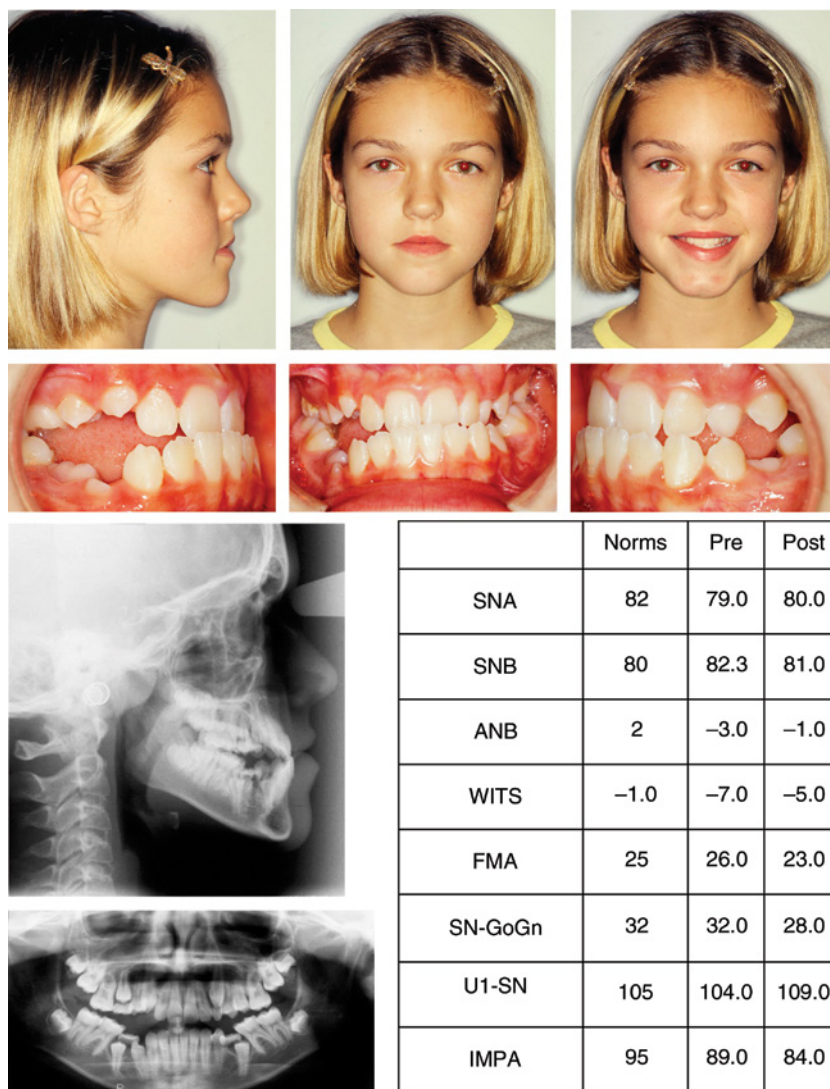 Norms Pre Post
SNA 82 79.0 80.0
SNB 80 82.3 81.0
ANB 2 –3.0 –1.0
WITS –1.0 –7.0 –5.0
FMA 25 26.0 23.0
SN-GoGn 32 32.0 28.0
U1-SN 105 104.0 109.0
IMPA 95 89.0 84.0